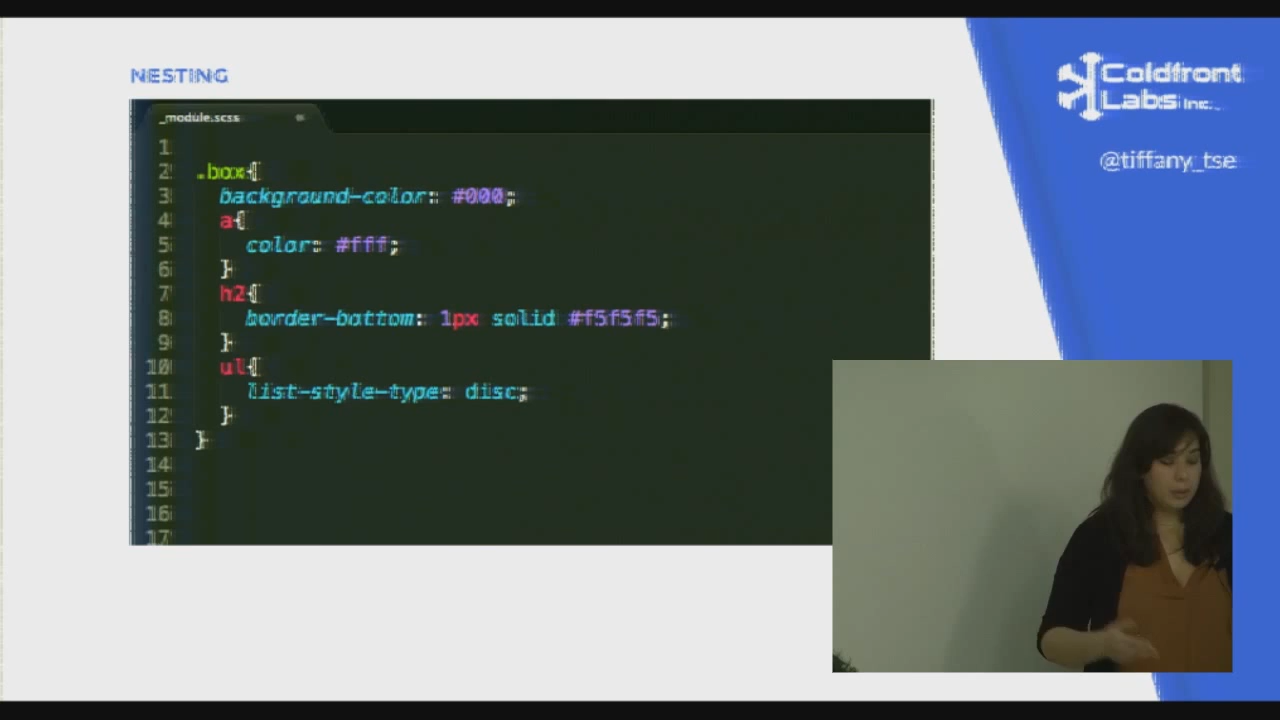 NESTING
Coldfront
Labs Inc.
@tiffany_tse
_module.scss
1
2 .box{
3 background-color: #000;
4 a{
5 color: #fff;
6 }
7 h2{
8 border-bottom: 1px solid #f5f5f5;
9 }
10 ul{
11 list-style-type: disc;
12 }
13 }
14
15
16
17